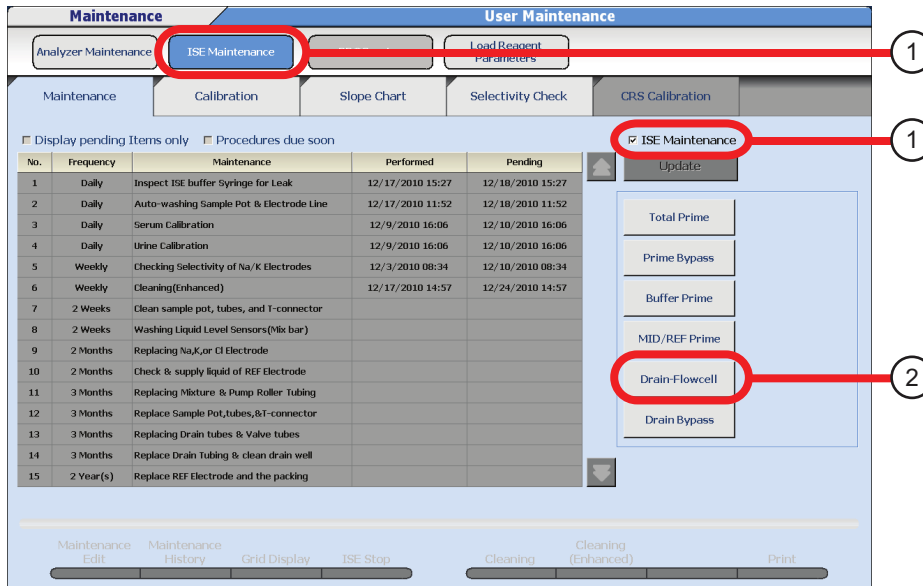 Maintenance
User Maintenance
Analyzer Maintenance
ISE Maintenance
Load Reagent
Parameters
1
Maintenance
Calibration
Slope Chart
Selectivity Check
CRS Calibration
Display pending Items only
Procedures due soon
ISE Maintenance
1
No. Frequency Maintenance Performed Pending
Update
1 Daily Inspect ISE buffer Syringe for Leak 12/17/2010 15:27 12/18/2010 15:27
2 Daily Auto-washing Sample Pot & Electrode Line 12/17/2010 11:52 12/18/2010 11:52
3 Daily Serum Calibration 12/9/2010 16:06 12/10/2010 16:06
4 Daily Urine Calibration 12/9/2010 16:06 12/10/2010 16:06
5 Weekly Checking Selectivity of Na/K Electrodes 12/3/2010 08:34 12/10/2010 08:34
6 Weekly Cleaning(Enhanced) 12/17/2010 14:57 12/24/2010 14:57
7 2 Weeks Clean sample pot, tubes, and T-connector
8 2 Weeks Washing Liquid Level Sensors(Mix bar)
9 2 Months Replacing Na,K,or Cl Electrode
10 2 Months Check & supply liquid of REF Electrode
11 3 Months Replacing Mixture & Pump Roller Tubing
12 3 Months Replace Sample Pot,tubes,&T-connector
13 3 Months Replacing Drain tubes & Valve tubes
14 3 Months Replace Drain Tubing & clean drain well
15 2 Year(s) Replace REF Electrode and the packing
Total Prime
Prime Bypass
Buffer Prime
MID/REF Prime
Drain-Flowcell
2
Drain Bypass
Maintenance
Edit
Maintenance
History
Grid Display
ISE Stop
Cleaning
Cleaning
(Enhanced)
Print